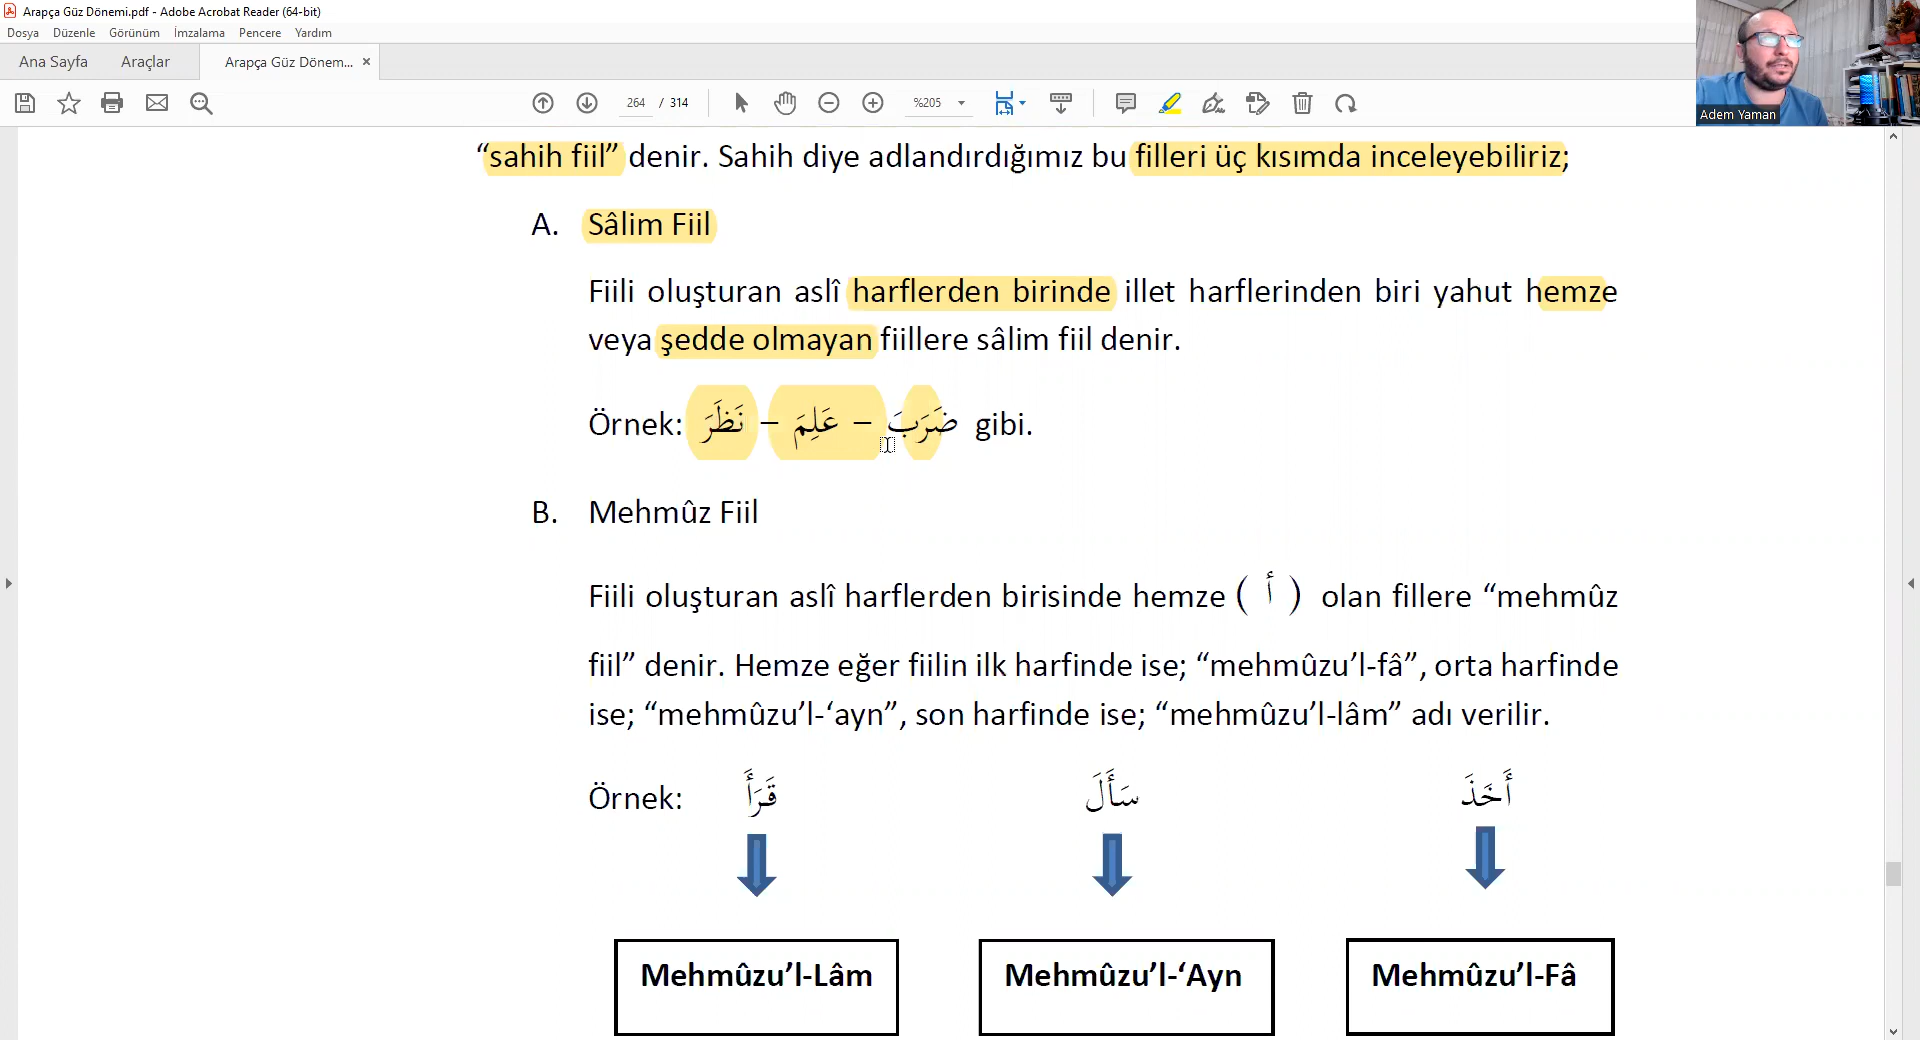 Arapça Güz Dönemi.pdf - Adobe Acrobat Reader (64-bit)
Dosya Düzenle Görünüm İmzalama Pencere Yardım
Ana Sayfa Araçlar Arapça Güz Dönem... ×
264 / 314 %205
Adem Yaman
“sahih fiil” denir. Sahih diye adlandırdığımız bu filleri üç kısımda inceleyebiliriz;
A. Sâlim Fiil
Fiili oluşturan aslî harflerden birinde illet harflerinden biri yahut hemze
veya şedde olmayan fiillere sâlim fiil denir.
Örnek: ضَرَبَ – عَلِمَ – نَظَرَ gibi.
B. Mehmûz Fiil
Fiili oluşturan aslî harflerden birisinde hemze ( أ ) olan fillere “mehmûz
fiil” denir. Hemze eğer fiilin ilk harfinde ise; “mehmûzu’l-fâ”, orta harfinde
ise; “mehmûzu’l-‘ayn”, son harfinde ise; “mehmûzu’l-lâm” adı verilir.
Örnek: قَرَأَ سَأَلَ أَخَذَ
Mehmûzu’l-Lâm Mehmûzu’l-‘Ayn Mehmûzu’l-Fâ